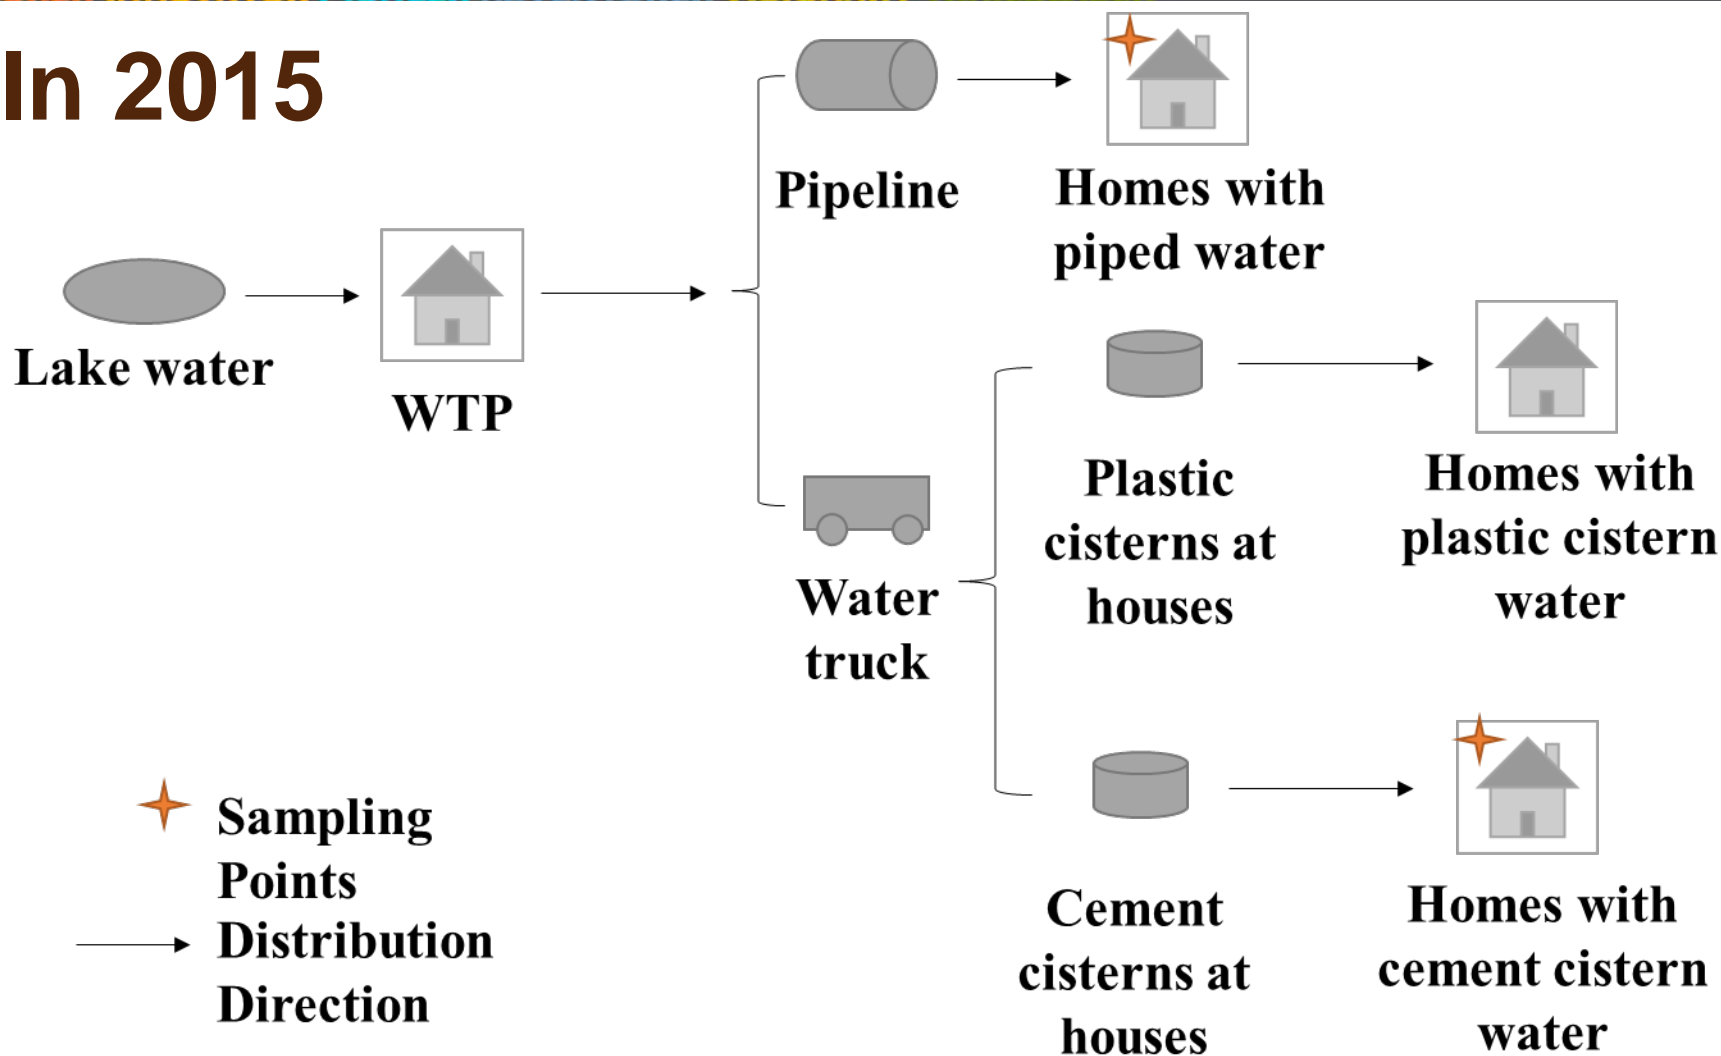 In 2015
Pipeline
Homes with
piped water
Lake water
WTP
Plastic
cisterns at
houses
Homes with
plastic cistern
water
Water
truck
Cement
cisterns at
houses
Homes with
cement cistern
water
Sampling
Points
Distribution
Direction